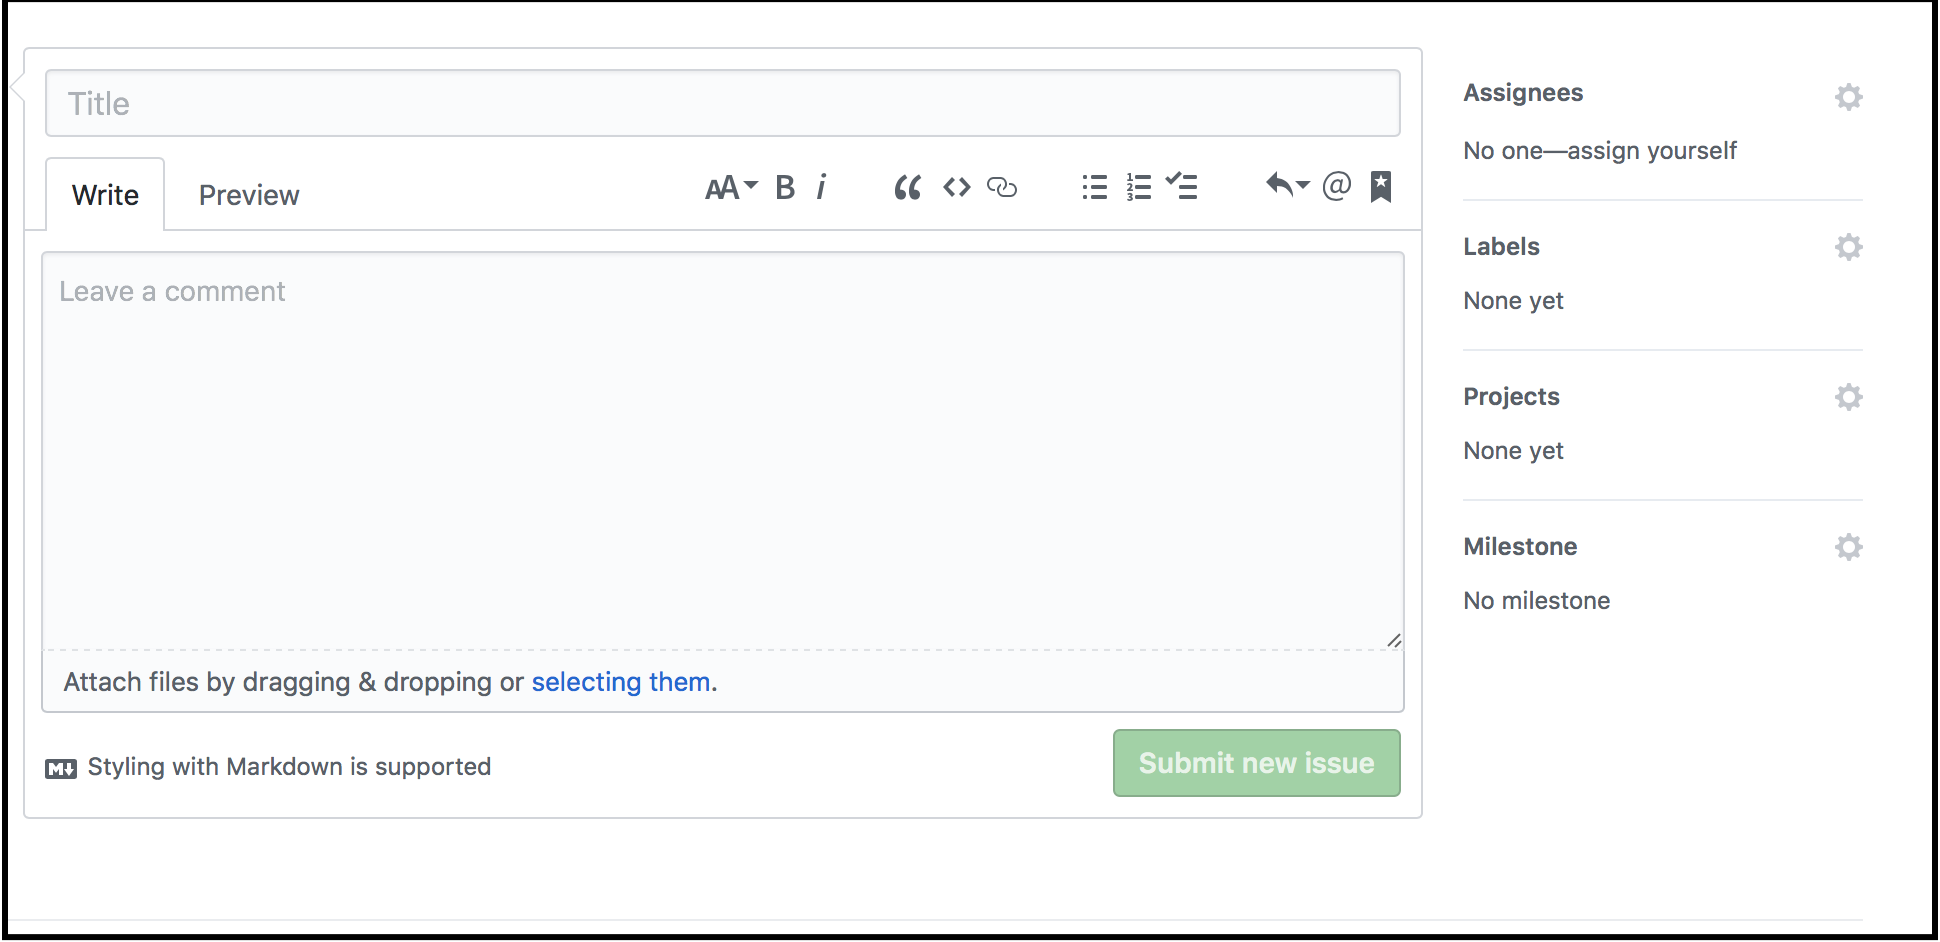 Title
Write
Preview
AA B i
@
Leave a comment
Attach files by dragging & dropping or selecting them.
M Styling with Markdown is supported
Submit new issue
Assignees
No one—assign yourself
Labels
None yet
Projects
None yet
Milestone
No milestone